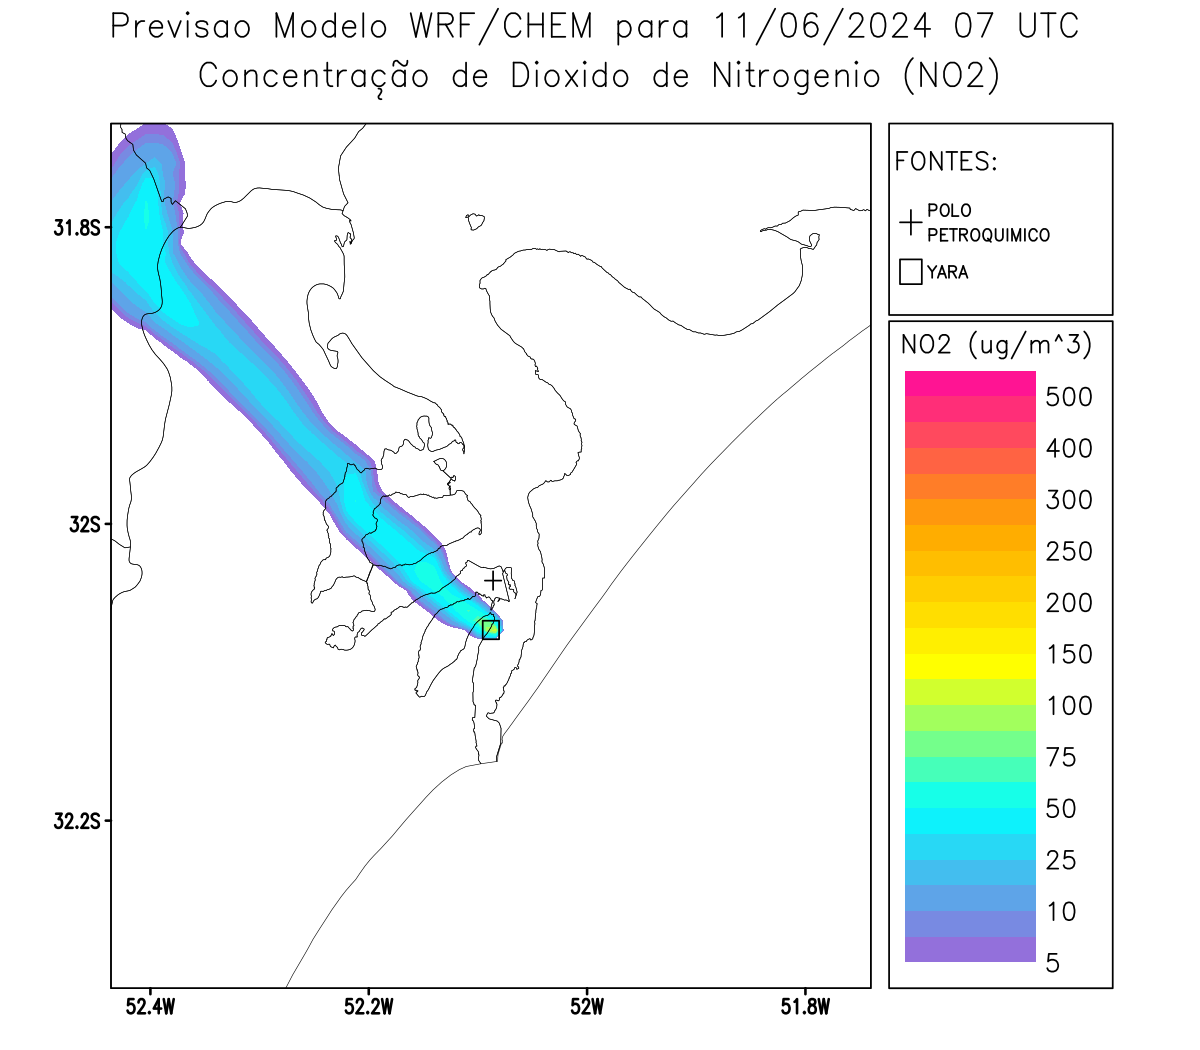 Previsao Modelo WRF/CHEM para 11/06/2024 07 UTC
Concentração de Dioxido de Nitrogenio (NO2)
FONTES:
POLO
PETROQUIMICO
YARA
NO2 (ug/m^3)
500
400
300
250
200
150
100
75
50
25
10
5
31.8S
32S
32.2S
52.4W
52.2W
52W
51.8W